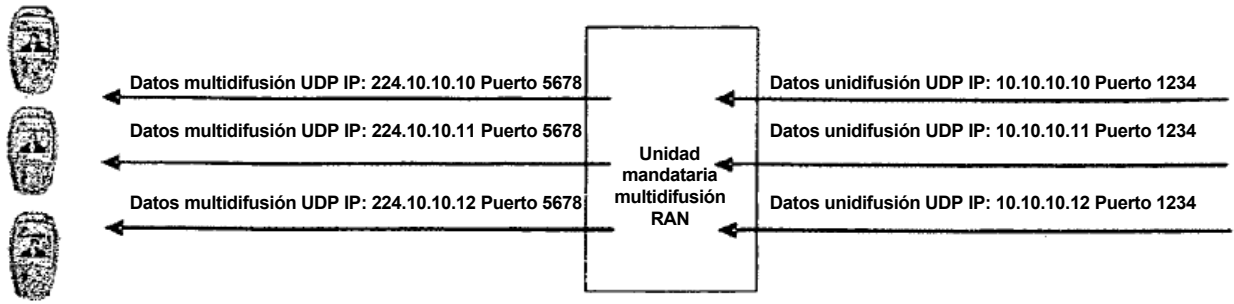 Datos multidifusión UDP IP: 224.10.10.10 Puerto 5678
Datos unidifusión UDP IP: 10.10.10.10 Puerto 1234
Datos multidifusión UDP IP: 224.10.10.11 Puerto 5678
Datos unidifusión UDP IP: 10.10.10.11 Puerto 1234
Unidad
mandataria
multidifusión
RAN
Datos multidifusión UDP IP: 224.10.10.12 Puerto 5678
Datos unidifusión UDP IP: 10.10.10.12 Puerto 1234